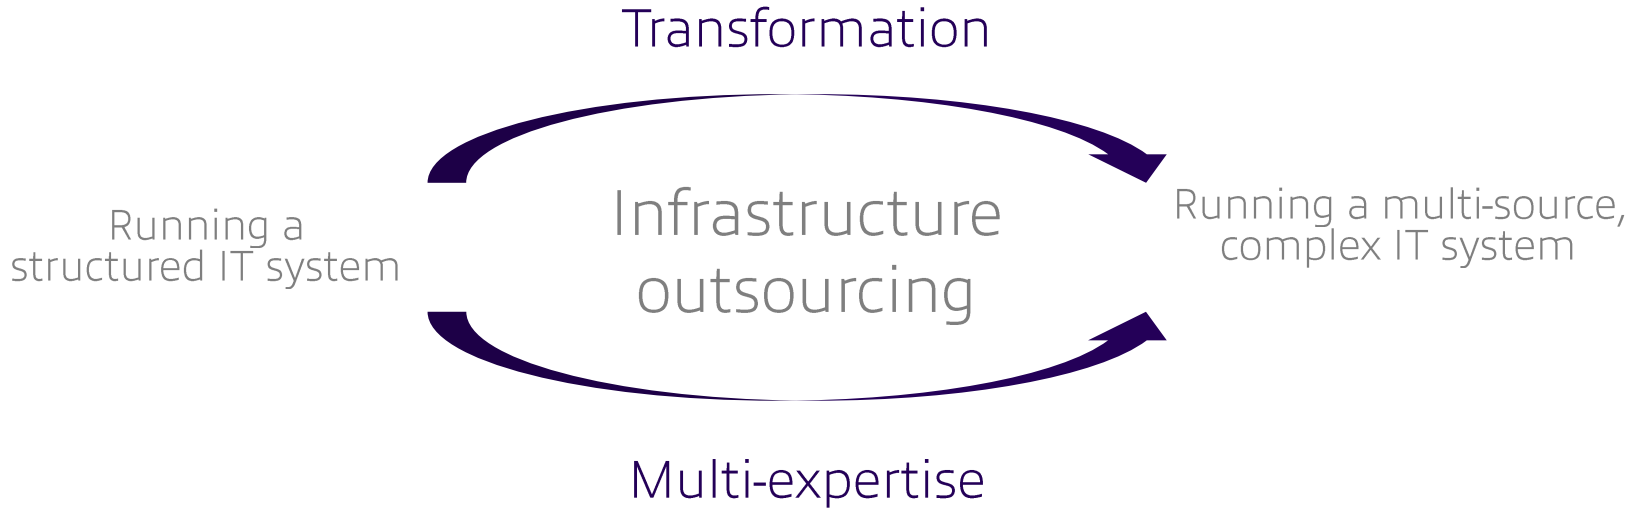 Transformation
Running a
structured IT system
Infrastructure
outsourcing
Running a multi-source,
complex IT system
Multi-expertise